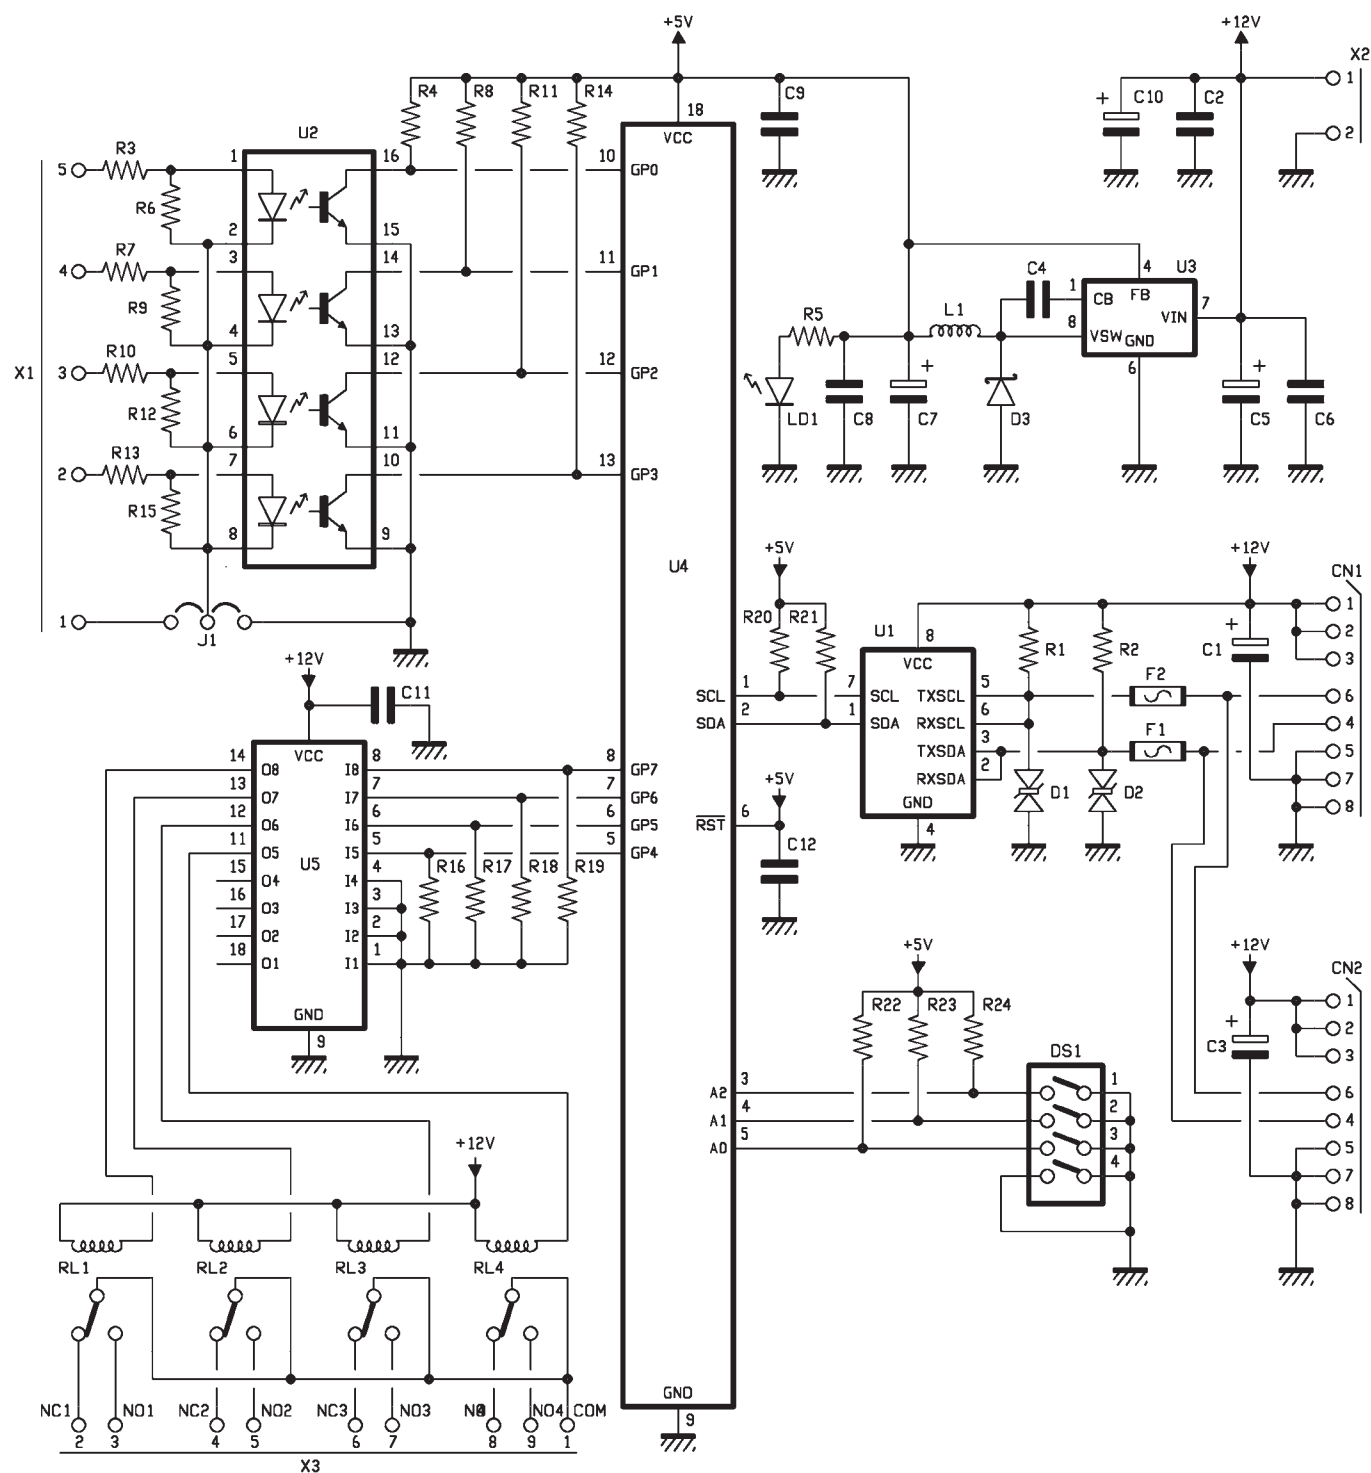 +5V
+12V
X2
R4 R8 R11 R14 C9 + C10 C2 1
18
U2 VCC 2
R3 1 16 10
5 GP0
R6
2 15
R7 3 14 11
4 GP1 4 U3
C4
R9 1 CB FB
L1 7
R5 8 VSW VIN
4 13 GND
R10 5 12 12 6
X1 3 GP2 + +
R12 LD1 C8 C7 D3 C5 C6
6 11
R13 7 10 13
2 GP3
R15
8 9
+5V +12V
U4
CN1
R20 R21 U1 8 1
1 + 2
J1 VCC R1 R2 C1 3
+12V
C11 F2
SCL 1 7 SCL TXSCL 5 6
SDA 2 1 SDA RXSCL 6 4
F1
VCC TXSDA 3 5
14 O8 I8 8 8 GP7 +5V RXSDA 2 7
13 O7 I7 7 7 GP6 GND D1 D2
12 O6 I6 6 6 GP5 RST 6 4 8
11 O5 I5 5 5 GP4 C12
U5 R16 R17 R18 R19
15 O4 I4 4
16 O3 I3 3
17 O2 I2 2
18 O1 I1 1
+5V +12V
CN2
GND R22 R23 R24 1
9 + 2
C3 3
DS1
A2 3 1 6
A1 4 2 4
A0 5 3 5
+12V 4 7
8
RL1 RL2 RL3 RL4
GND
NC1 NO1 NC2 NO2 NC3 NO3 NO4 COM
2 3 4 5 6 7 8 9 1 9
X3